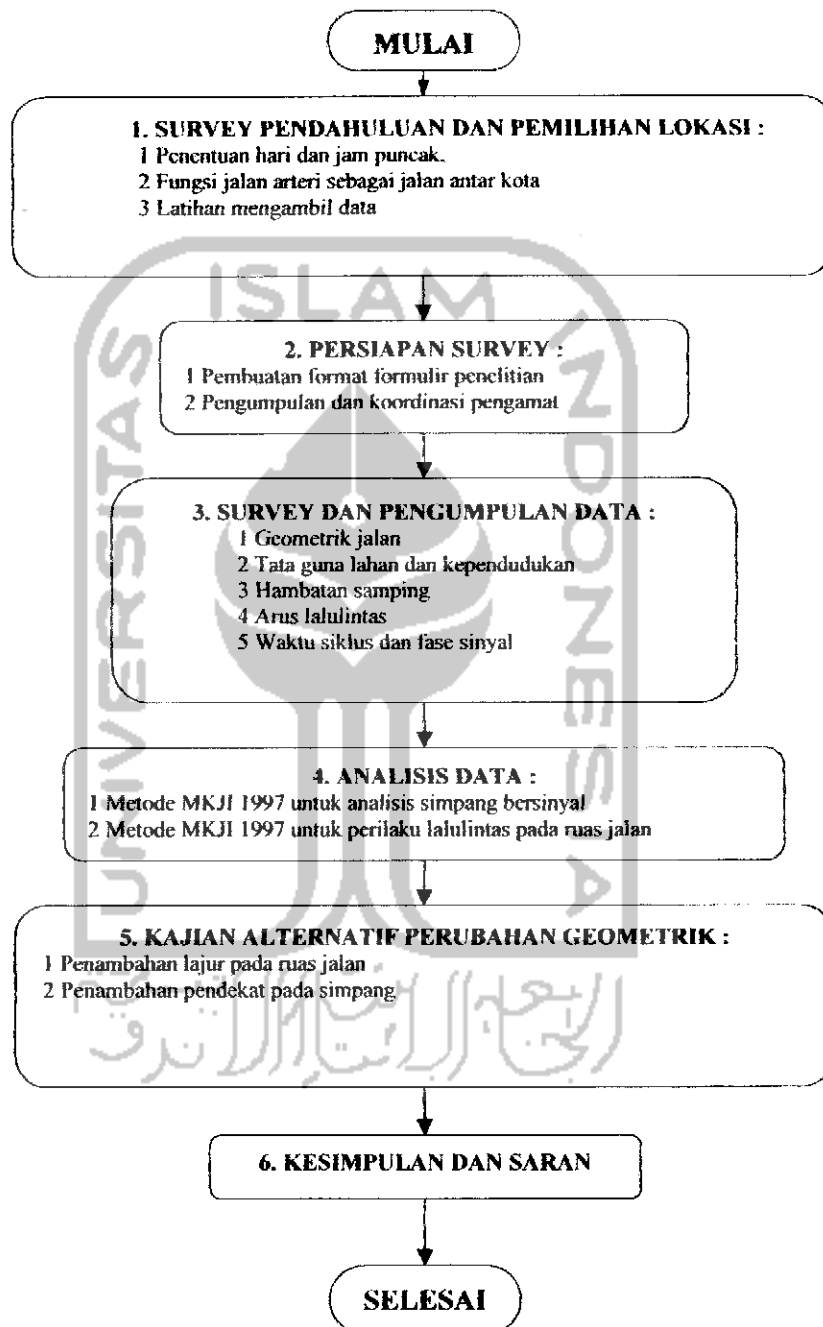 MULAI
1. SURVEY PENDAHULUAN DAN PEMILIHAN LOKASI :
1 Penentuan hari dan jam puncak.
2 Fungsi jalan arteri sebagai jalan antar kota
3 Latihan mengambil data
2. PERSIAPAN SURVEY :
1 Pembuatan format formulir penelitian
2 Pengumpulan dan koordinasi pengamat
3. SURVEY DAN PENGUMPULAN DATA :
1 Geometrik jalan
2 Tata guna lahan dan kependudukan
3 Hambatan samping
4 Arus lalulintas
5 Waktu siklus dan fase sinyal
4. ANALISIS DATA :
1 Metode MKJI 1997 untuk analisis simpang bersinyal
2 Metode MKJI 1997 untuk perilaku lalulintas pada ruas jalan
5. KAJIAN ALTERNATIF PERUBAHAN GEOMETRIK :
1 Penambahan lajur pada ruas jalan
2 Penambahan pendekat pada simpang
6. KESIMPULAN DAN SARAN
SELESAI
UNIVERSITAS
ISLAM
INDONESIA